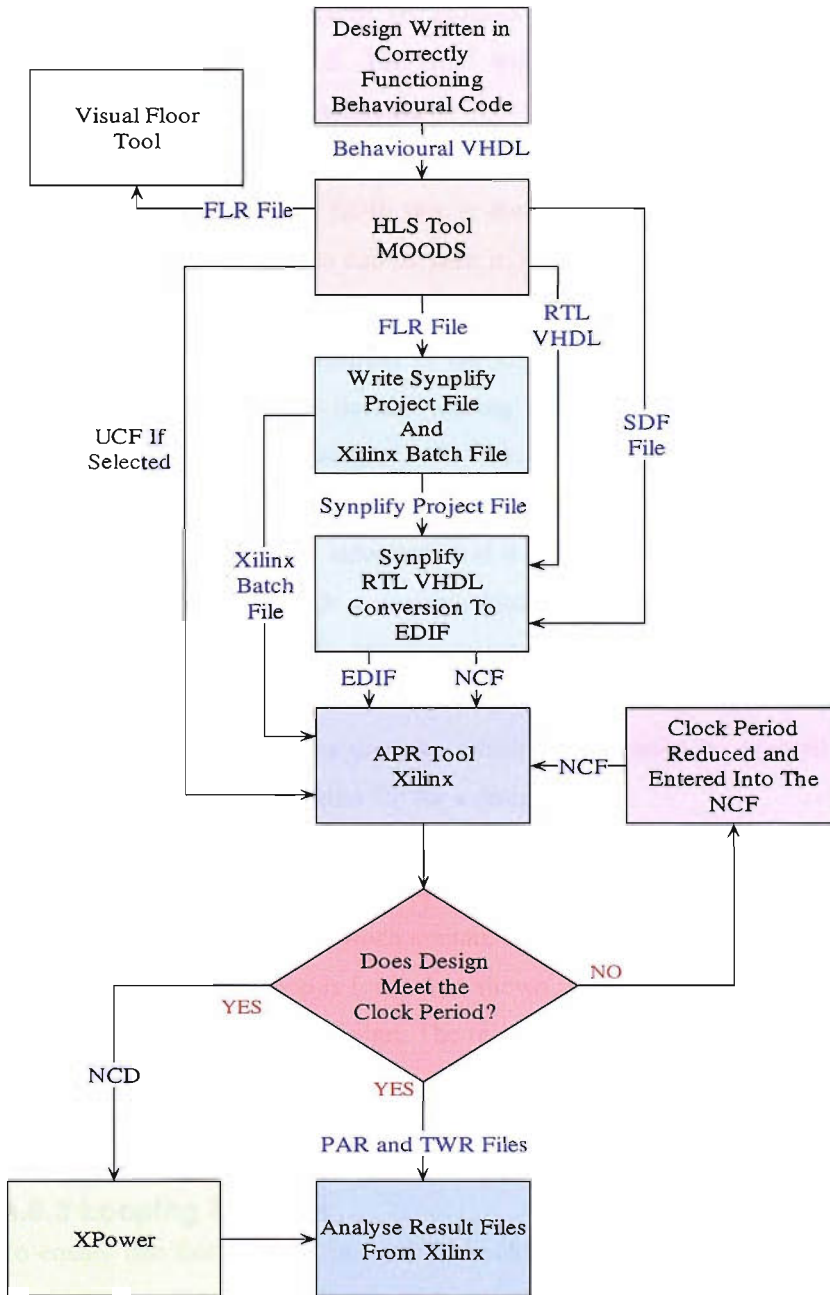 Design Written in
Correctly
Functioning
Behavioural Code
Visual Floor
Tool
Behavioural VHDL
FLR File
HLS Tool
MOODS
FLR File
RTL
VHDL
Write Synplify
Project File
And
Xilinx Batch File
UCF If
Selected
SDF
File
Synplify Project File
Xilinx
Batch
File
Synplify
RTL VHDL
Conversion To
EDIF
EDIF
NCF
APR Tool
Xilinx
NCF
Clock Period
Reduced and
Entered Into The
NCF
Does Design
Meet the
Clock Period?
NO
YES
NCD
YES
PAR and TWR Files
XPower
Analyse Result Files
From Xilinx